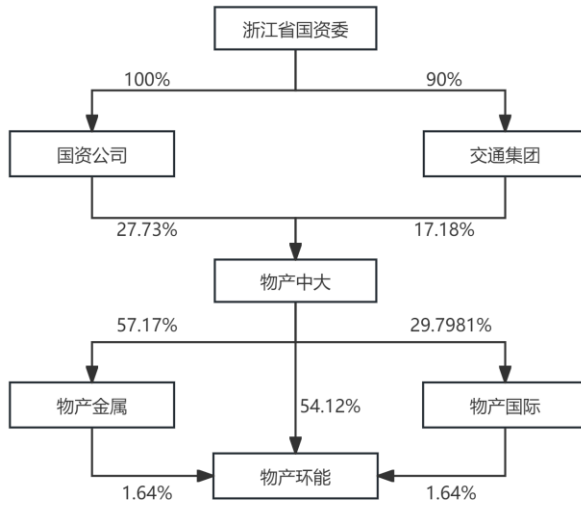 浙江省国资委
100%
90%
国资公司
交通集团
27.73%
17.18%
物产中大
57.17%
29.7981%
物产金属
54.12%
物产国际
物产环能
1.64%
1.64%